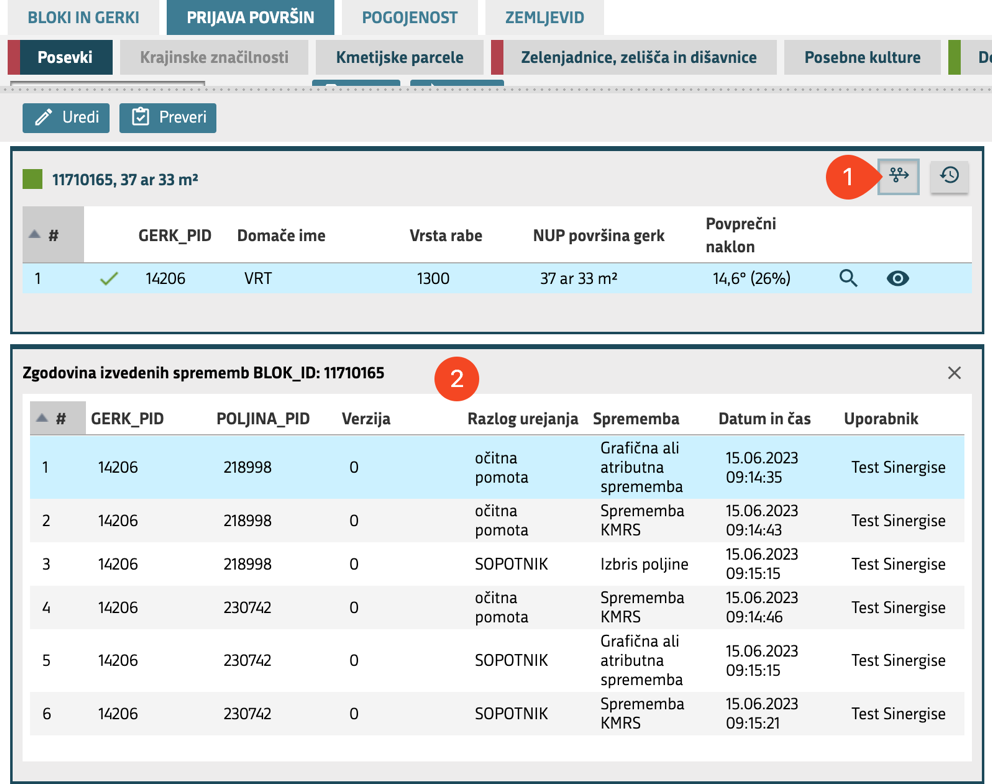 BLOKI IN GERKI PRIJAVA POVRŠIN POGOJENOST ZEMLJEVID
Posevki Krajinske značilnosti Kmetijske parcele Zelenjadnice, zelišča in dišavnice Posebne kulture
Uredi Preveri
11710165, 37 ar 33 m² 1
# GERK_PID Domače ime Vrsta rabe NUP površina gerk Povprečni
naklon
1 14206 VRT 1300 37 ar 33 m² 14,6° (26%)
Zgodovina izvedenih sprememb BLOK_ID: 11710165 2
# GERK_PID POLJINA_PID Verzija Razlog urejanja Sprememba Datum in čas Uporabnik
1 14206 218998 0 očitna pomota Grafična ali atributna sprememba 15.06.2023 09:14:35 Test Sinergise
2 14206 218998 0 očitna pomota Sprememba KMRS 15.06.2023 09:14:43 Test Sinergise
3 14206 218998 0 SOPOTNIK Izbris poljine 15.06.2023 09:15:15 Test Sinergise
4 14206 230742 0 očitna pomota Sprememba KMRS 15.06.2023 09:14:46 Test Sinergise
5 14206 230742 0 SOPOTNIK Grafična ali atributna sprememba 15.06.2023 09:15:15 Test Sinergise
6 14206 230742 0 SOPOTNIK Sprememba KMRS 15.06.2023 09:15:21 Test Sinergise